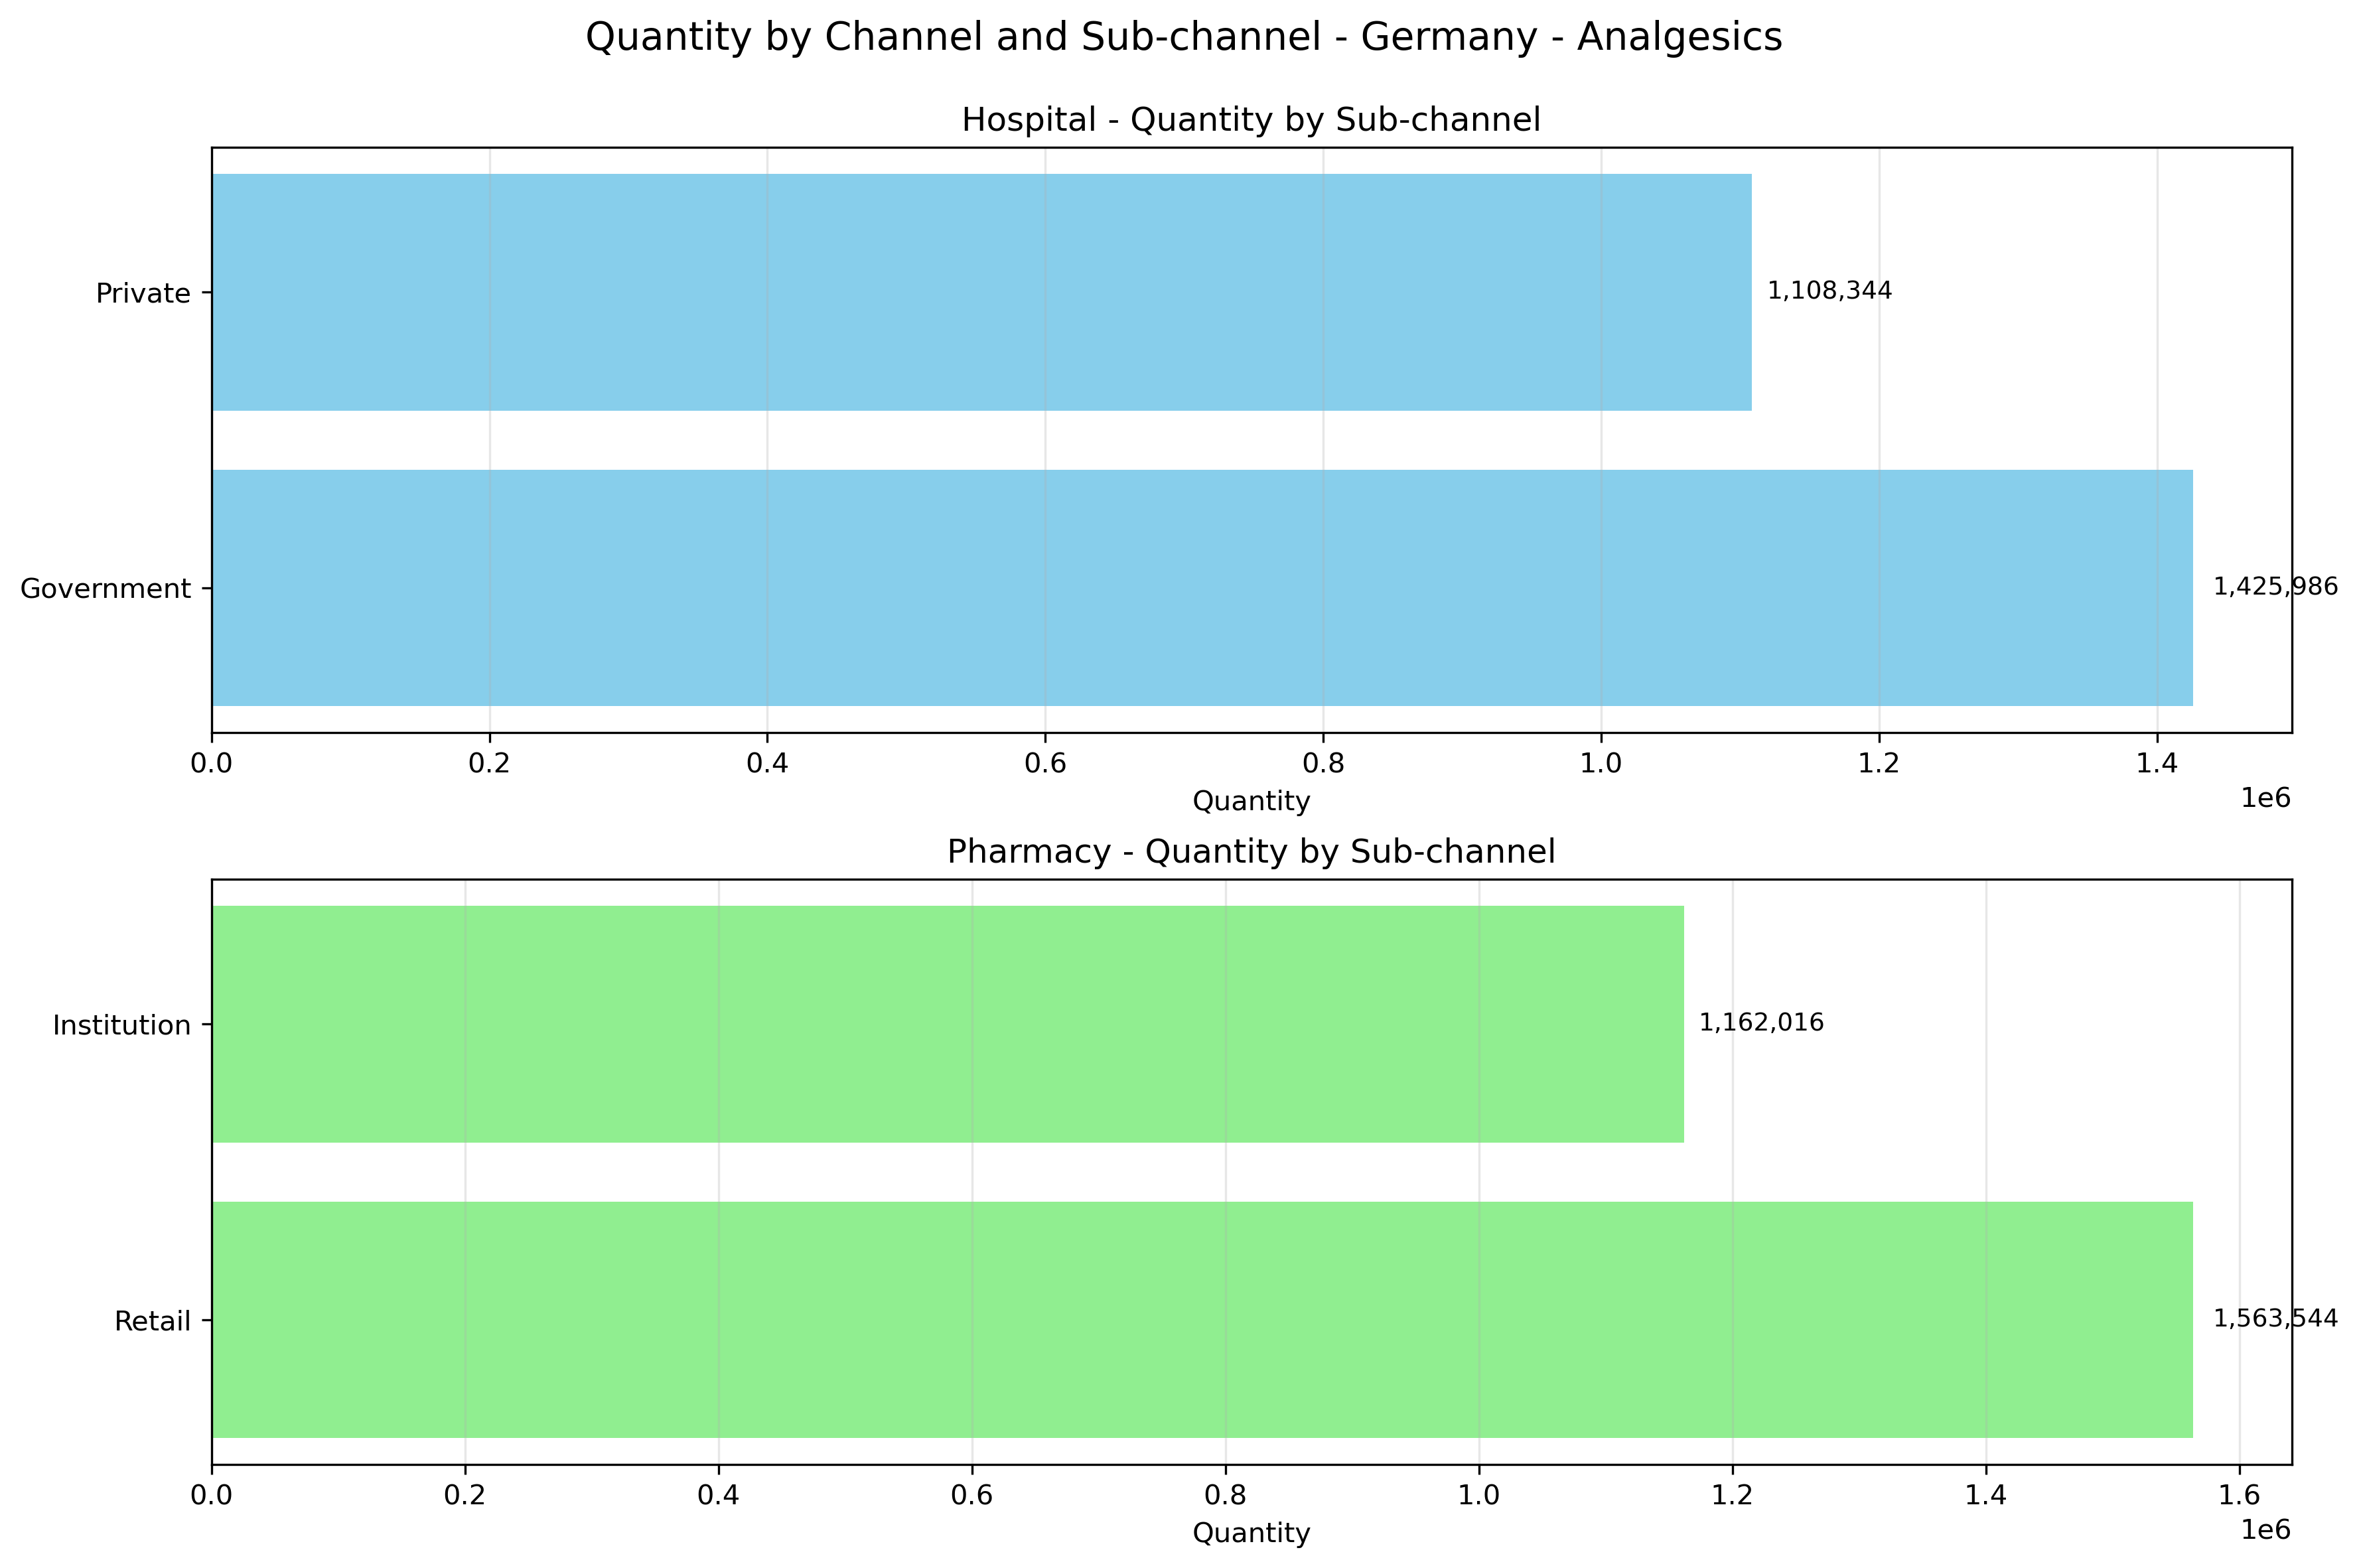 Quantity by Channel and Sub-channel - Germany - Analgesics
Hospital - Quantity by Sub-channel
Private
1,108,344
Government
1,425,986
0.0 0.2 0.4 0.6 0.8 1.0 1.2 1.4
Quantity
1e6
Pharmacy - Quantity by Sub-channel
Institution
1,162,016
Retail
1,563,544
0.0 0.2 0.4 0.6 0.8 1.0 1.2 1.4 1.6
Quantity
1e6